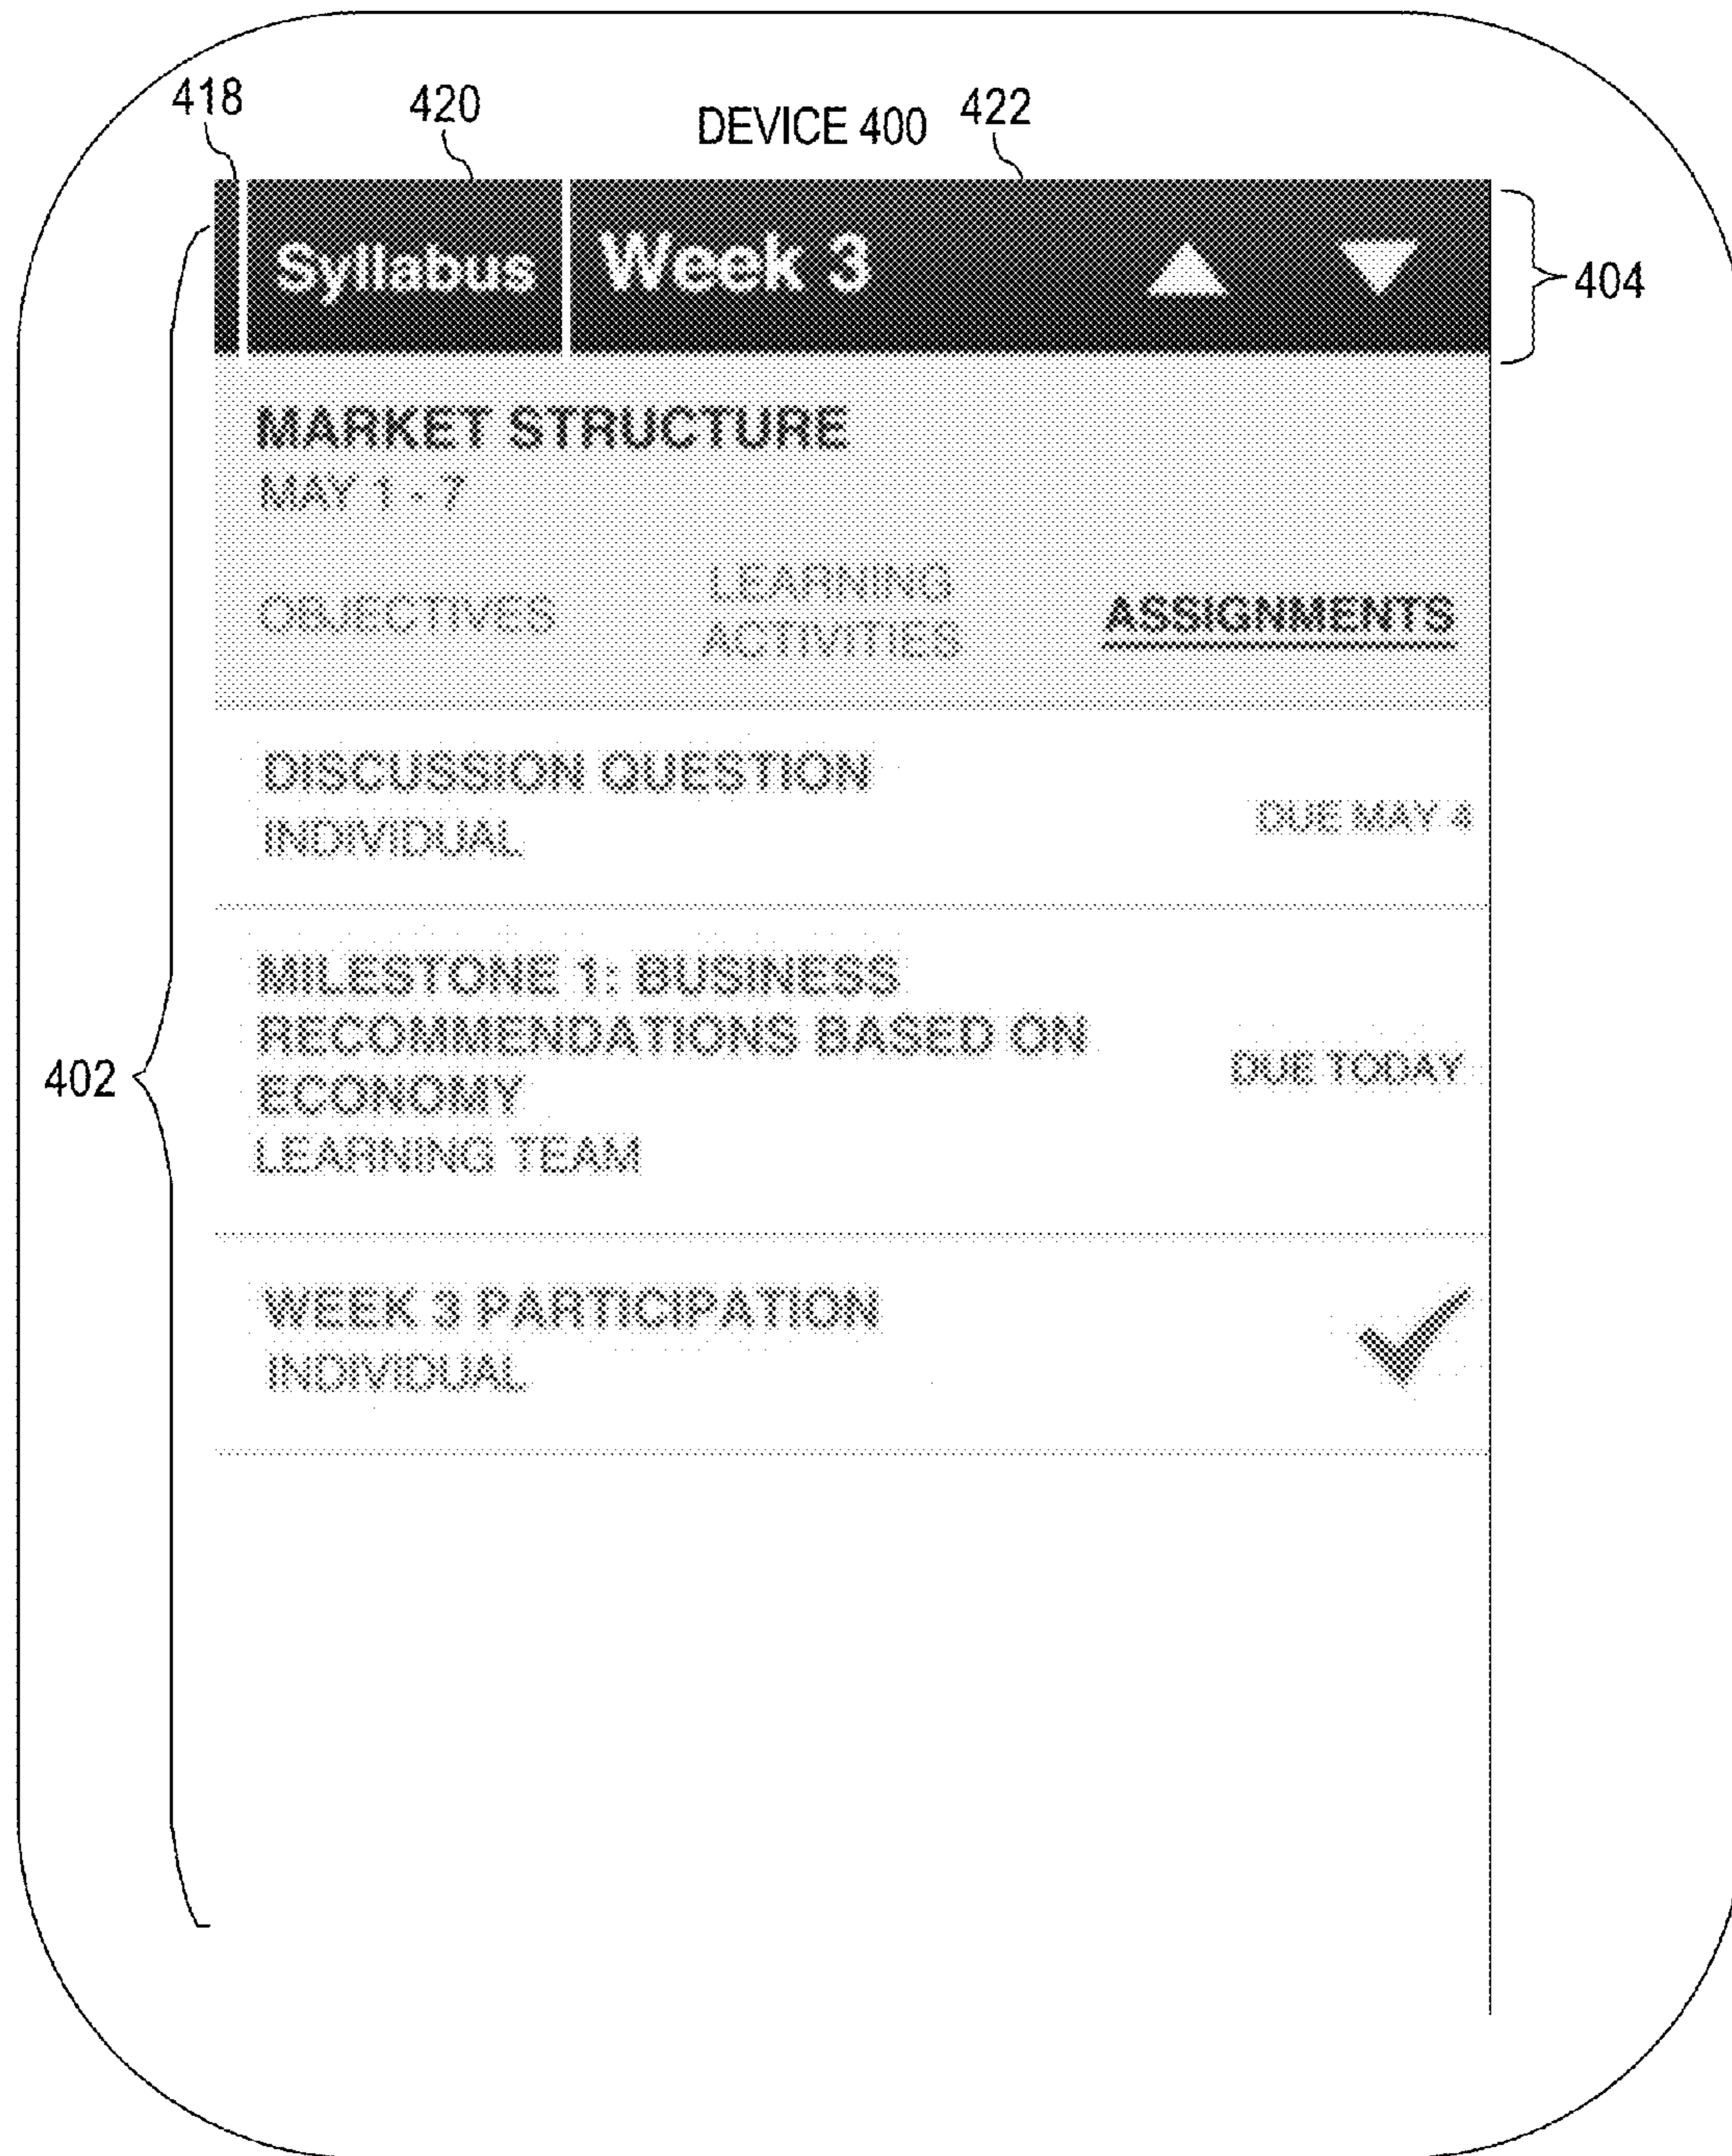 418
420
DEVICE 400
422
Syllabus
Week 3
404
MARKET STRUCTURE
MAY 1 - 7
OBJECTIVES
LEARNING
ACTIVITIES
ASSIGNMENTS
DISCUSSION QUESTION
INDIVIDUAL
DUE MAY 4
MILESTONE 1: BUSINESS
RECOMMENDATIONS BASED ON
ECONOMY
LEARNING TEAM
DUE TODAY
402
WEEK 3 PARTICIPATION
INDIVIDUAL